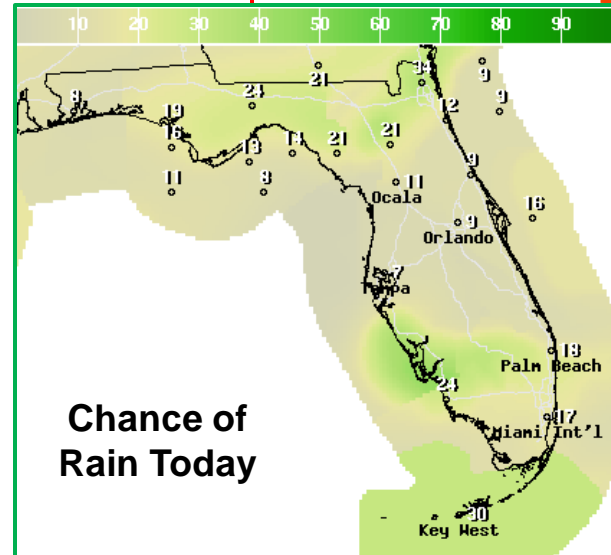 10 20 30 40 50 60 70 80 90
34
9
21
24
8
9
19
12
16
21
13
14
21
9
11
8
11
Ocala
16
9
Orlando
7
Tampa
18
Palm Beach
24
17
Miami Int'l
Chance of
Rain Today
30
Key West